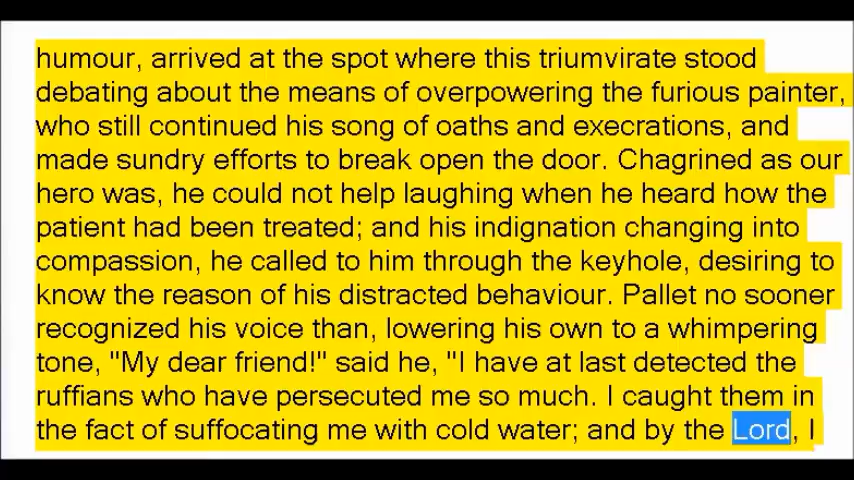 humour, arrived at the spot where this triumvirate stood
debating about the means of overpowering the furious painter,
who still continued his song of oaths and execrations, and
made sundry efforts to break open the door. Chagrined as our
hero was, he could not help laughing when he heard how the
patient had been treated; and his indignation changing into
compassion, he called to him through the keyhole, desiring to
know the reason of his distracted behaviour. Pallet no sooner
recognized his voice than, lowering his own to a whimpering
tone, "My dear friend!" said he, "I have at last detected the
ruffians who have persecuted me so much. I caught them in
the fact of suffocating me with cold water; and by the Lord, I